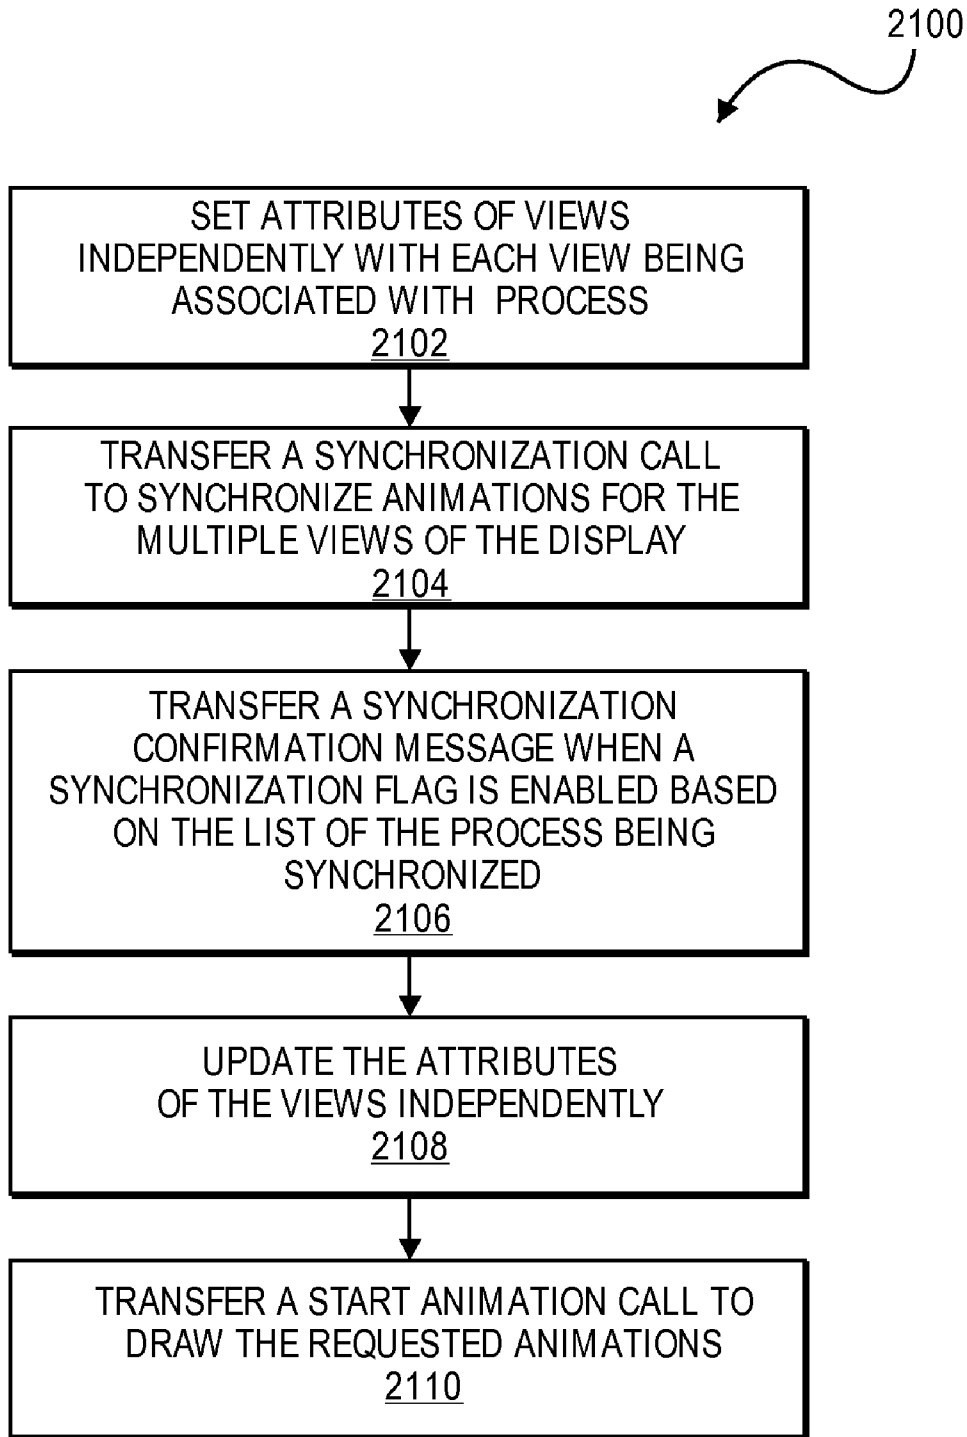 2100
SET ATTRIBUTES OF VIEWS
INDEPENDENTLY WITH EACH VIEW BEING
ASSOCIATED WITH PROCESS
2102
TRANSFER A SYNCHRONIZATION CALL
TO SYNCHRONIZE ANIMATIONS FOR THE
MULTIPLE VIEWS OF THE DISPLAY
2104
TRANSFER A SYNCHRONIZATION
CONFIRMATION MESSAGE WHEN A
SYNCHRONIZATION FLAG IS ENABLED BASED
ON THE LIST OF THE PROCESS BEING
SYNCHRONIZED
2106
UPDATE THE ATTRIBUTES
OF THE VIEWS INDEPENDENTLY
2108
TRANSFER A START ANIMATION CALL TO
DRAW THE REQUESTED ANIMATIONS
2110